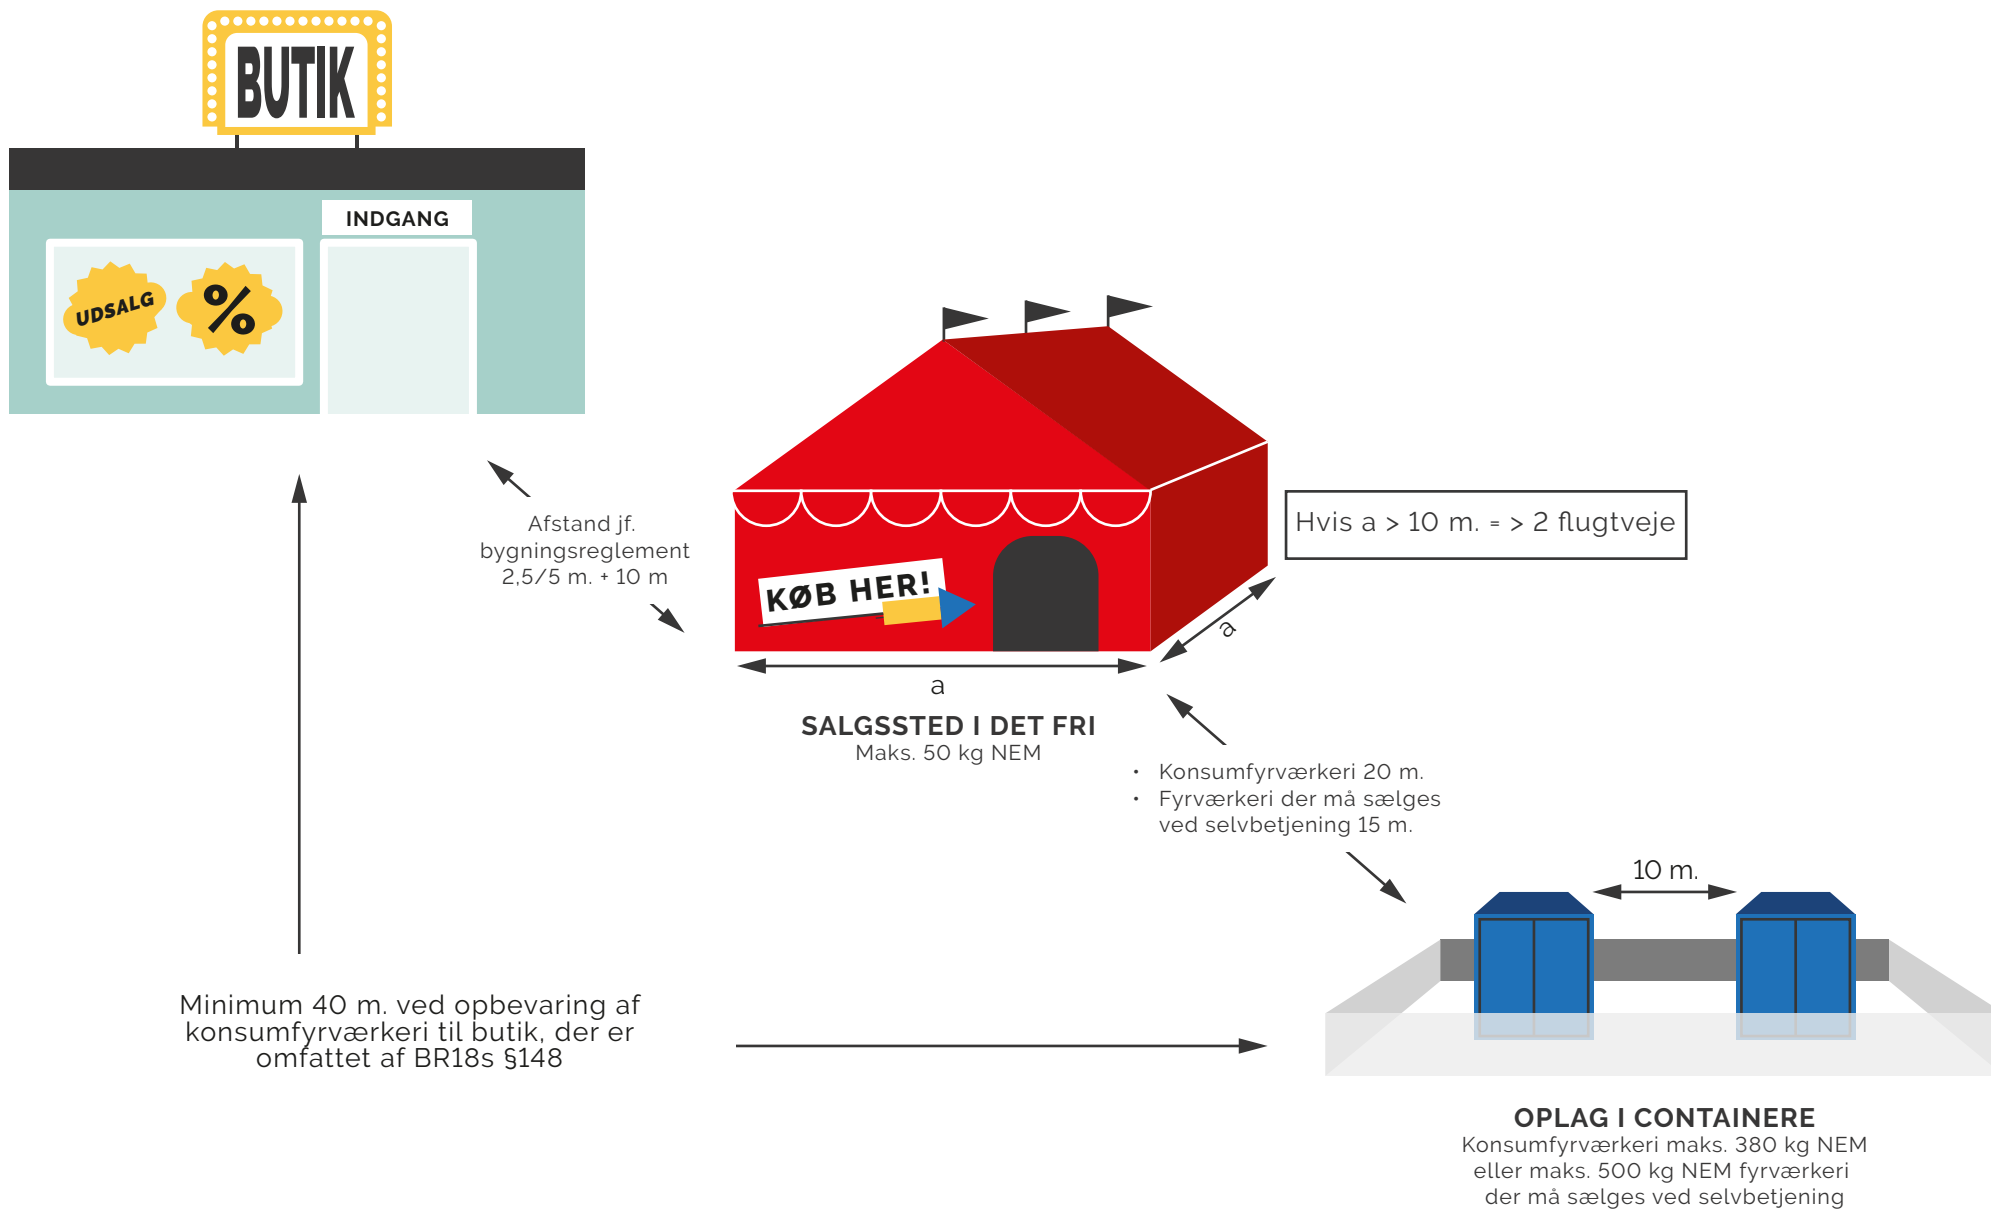 BUTIK
INDGANG
UDSALG
%
Afstand jf.
bygningsreglement
2,5/5 m. + 10 m
KØB HER!
Hvis a > 10 m. = > 2 flugtveje
a
a
SALGSSTED I DET FRI
Maks. 50 kg NEM
• Konsumfyrværkeri 20 m.
• Fyrværkeri der må sælges
ved selvbetjening 15 m.
10 m.
Minimum 40 m. ved opbevaring af
konsumfyrværkeri til butik, der er
omfattet af BR18s §148
OPLAG I CONTAINERE
Konsumfyrværkeri maks. 380 kg NEM
eller maks. 500 kg NEM fyrværkeri
der må sælges ved selvbetjening